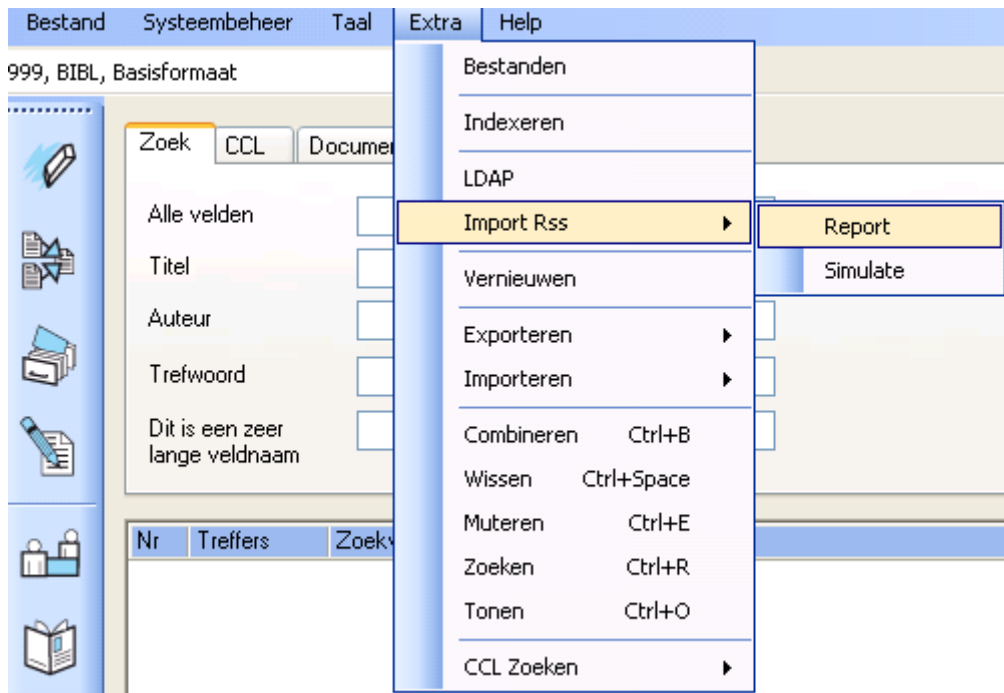 Bestand Systeembeheer Taal Extra Help
999, BIBL, Basisformaat
Zoek CCL
Alle velden
Titel
Auteur
Trefwoord
Dit is een zeer
lange veldnaam
Nr Treffers
Bestanden
Indexeren
LDAP
Import Rss
Vernieuwen
Exporteren
Importeren
Combineren Ctrl+B
Wissen Ctrl+Space
Muteren Ctrl+E
Zoeken Ctrl+R
Tonen Ctrl+O
CCL Zoeken
Report
Simulate